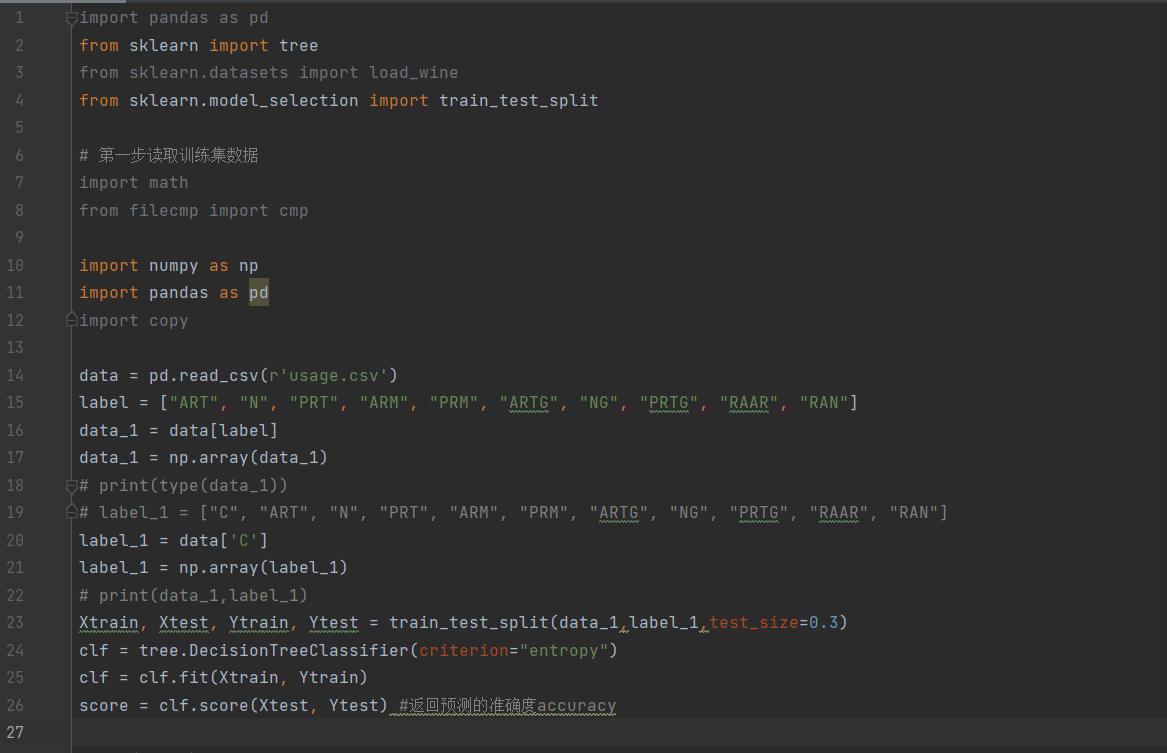 1 import pandas as pd
2 from sklearn import tree
3 from sklearn.datasets import load_wine
4 from sklearn.model_selection import train_test_split
5
6 # 第一步读取训练集数据
7 import math
8 from filecmp import cmp
9
10 import numpy as np
11 import pandas as pd
12 import copy
13
14 data = pd.read_csv(r'usage.csv')
15 label = ["ART", "N", "PRT", "ARM", "PRM", "ARTG", "NG", "PRTG", "RAAR", "RAN"]
16 data_1 = data[label]
17 data_1 = np.array(data_1)
18 # print(type(data_1))
19 # label_1 = ["C", "ART", "N", "PRT", "ARM", "PRM", "ARTG", "NG", "PRTG", "RAAR", "RAN"]
20 label_1 = data['C']
21 label_1 = np.array(label_1)
22 # print(data_1,label_1)
23 Xtrain, Xtest, Ytrain, Ytest = train_test_split(data_1,label_1,test_size=0.3)
24 clf = tree.DecisionTreeClassifier(criterion="entropy")
25 clf = clf.fit(Xtrain, Ytrain)
26 score = clf.score(Xtest, Ytest) #返回预测的准确度accuracy
27